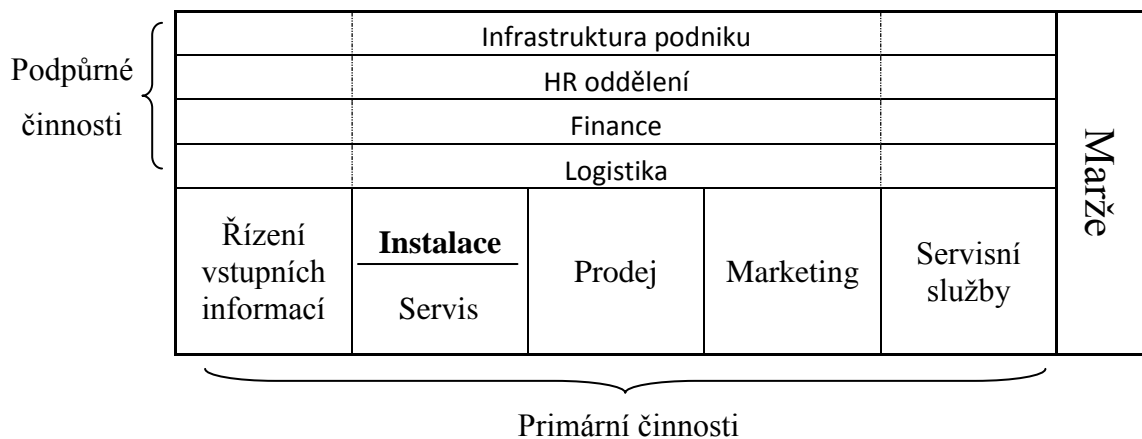 Infrastruktura podniku
Podpůrné
činnosti
HR oddělení
Finance
Logistika
Marže
Řízení
vstupních
informací
Instalace
Servis
Prodej
Marketing
Servisní
služby
Primární činnosti